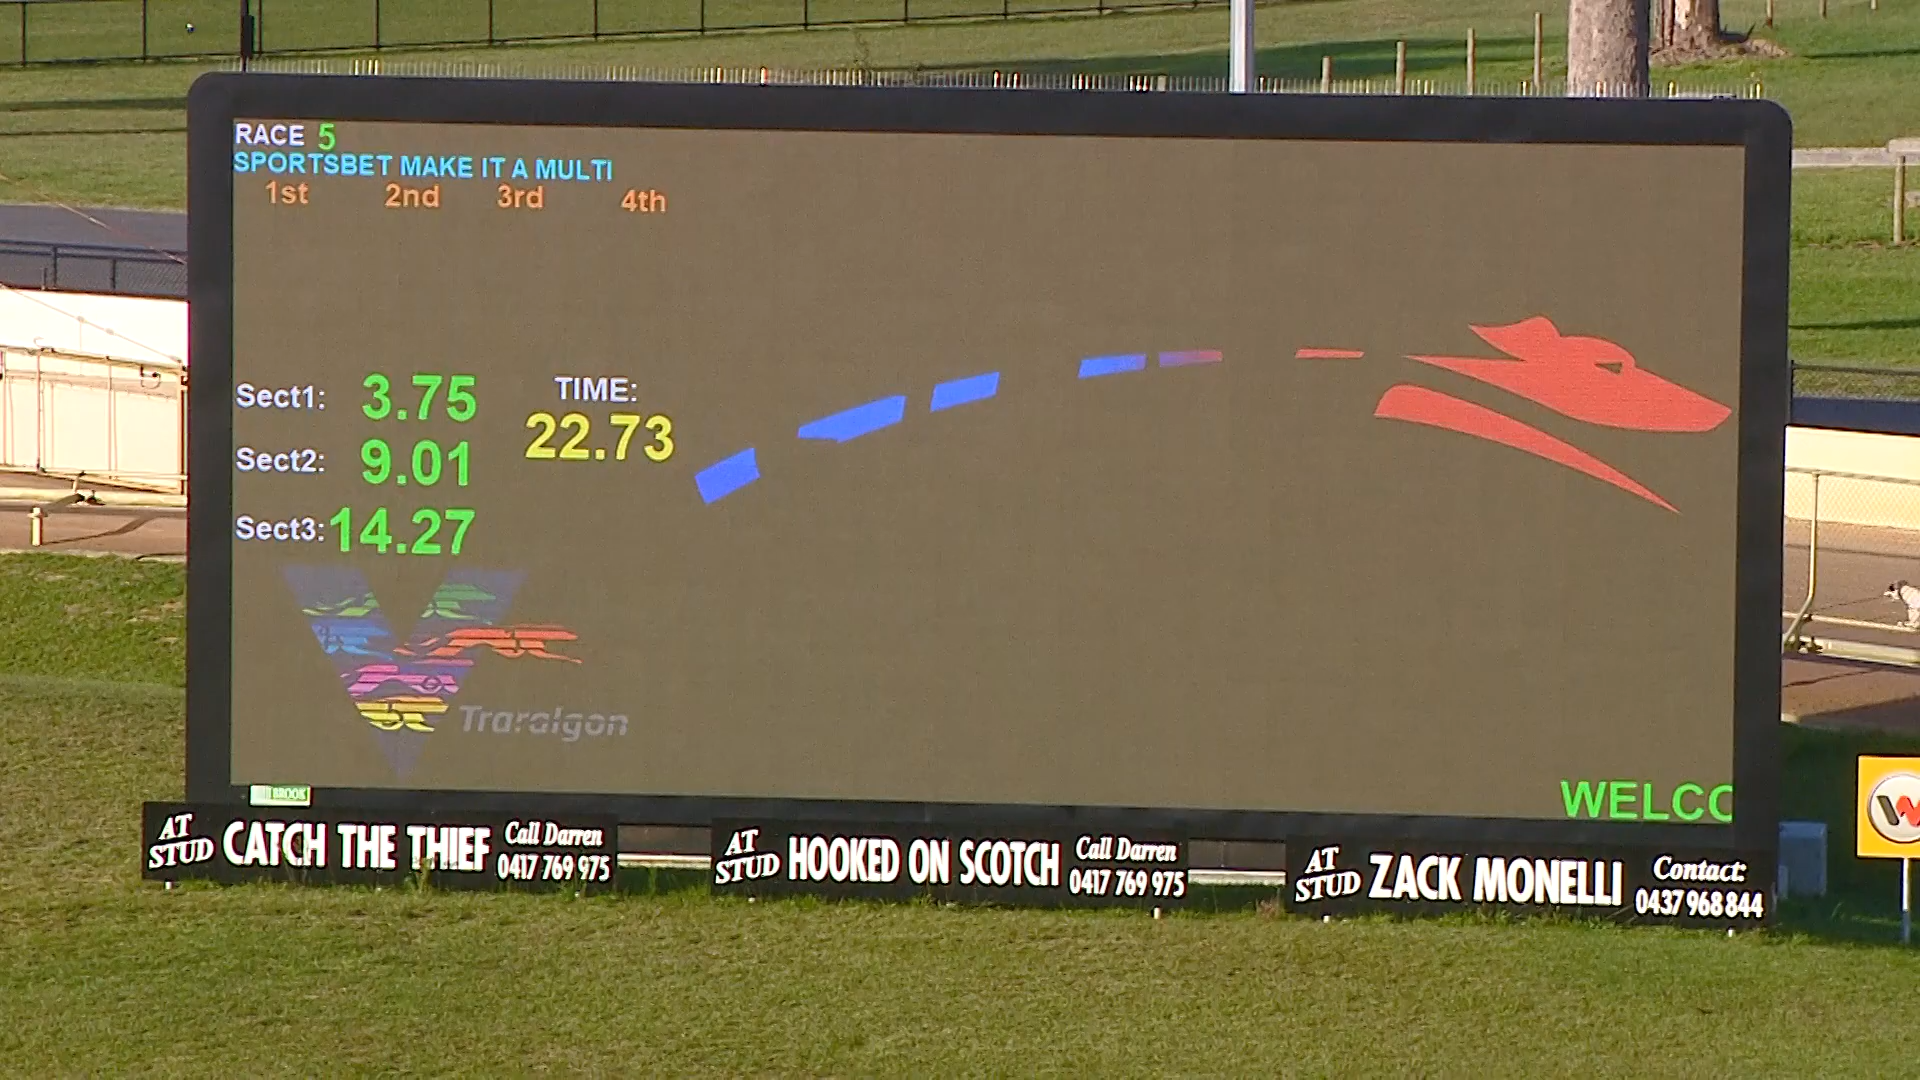 RACE 5
SPORTSBET MAKE IT A MULTI
1st 2nd 3rd 4th
Sect1: 3.75
TIME:
22.73
Sect2: 9.01
Sect3: 14.27
Traralgon
WELCO
BROOK
AT STUD CATCH THE THIEF Call Darren 0417 769 975
AT STUD HOOKED ON SCOTCH Call Darren 0417 769 975
AT STUD ZACK MONELLI Contact: 0437 968 844
W